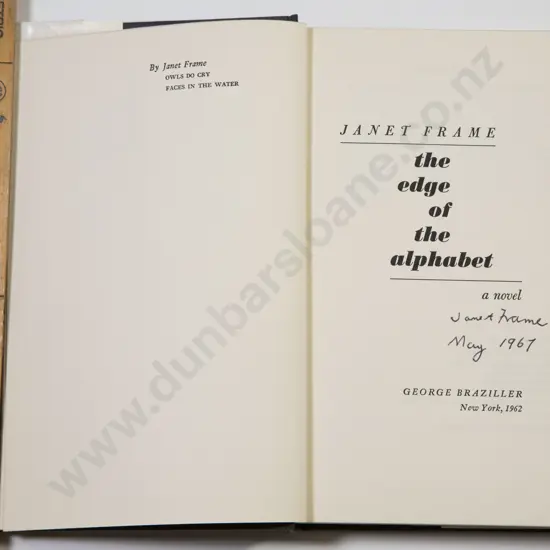 By Janet Frame
OWLS DO CRY
FACES IN THE WATER
JANET FRAME
the
edge
of
the
alphabet
a novel
Janet Frame
May 1967
GEORGE BRAZILLER
New York, 1962
www.dunbarsloane.co.nz